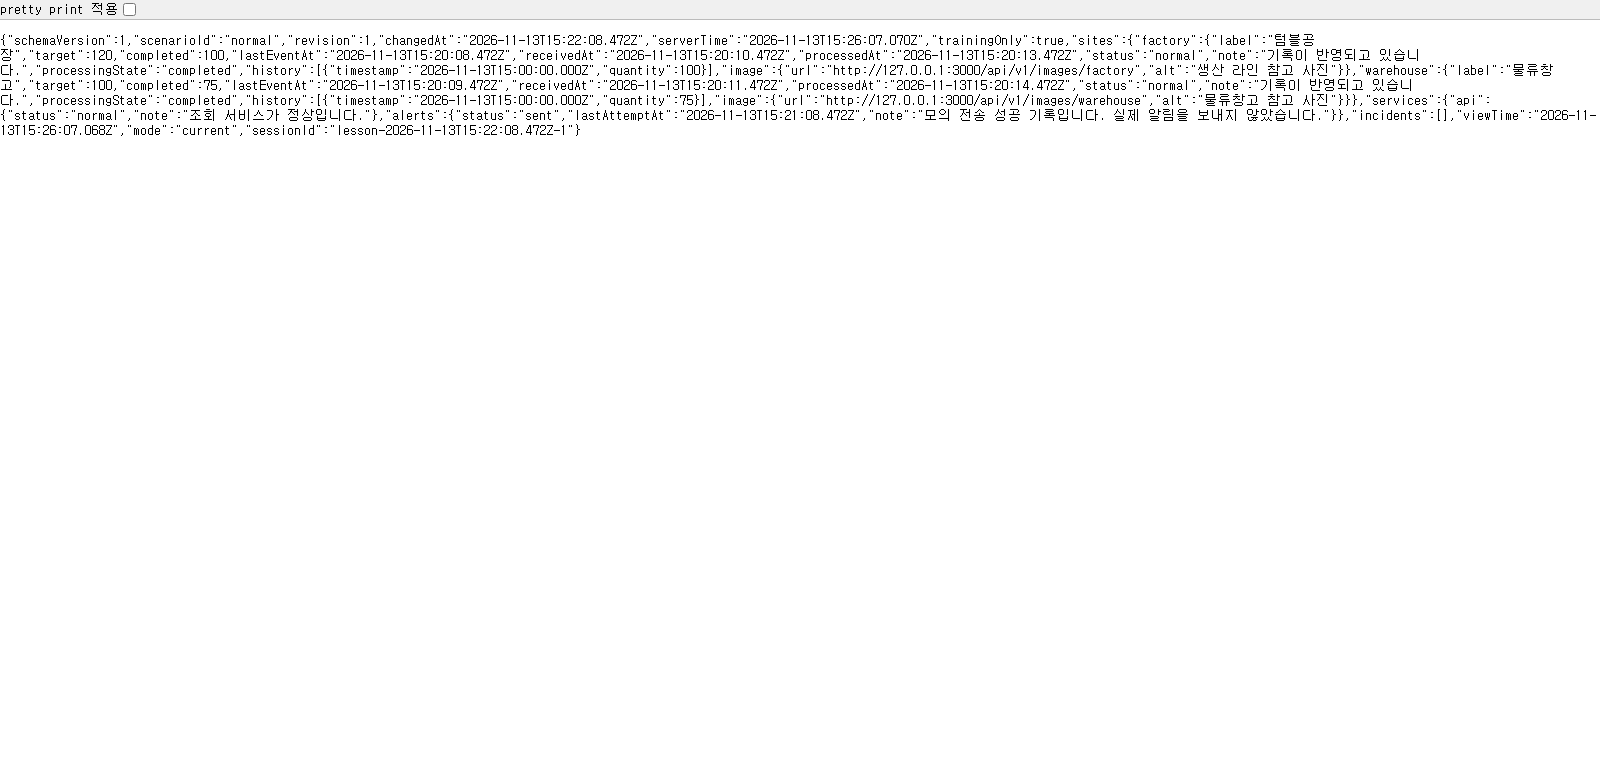 pretty print 적용
{"schemaVersion":1,"scenarioId":"normal","revision":1,"changedAt":"2026-11-13T15:22:08.472Z","serverTime":"2026-11-13T15:26:07.070Z","trainingOnly":true,"sites":{"factory":{"label":"텀블공
장","target":120,"completed":100,"lastEventAt":"2026-11-13T15:20:08.472Z","receivedAt":"2026-11-13T15:20:10.472Z","processedAt":"2026-11-13T15:20:13.472Z","status":"normal","note":"기록이 반영되고 있습니
다.","processingState":"completed","history":[{"timestamp":"2026-11-13T15:00:00.000Z","quantity":100}],"image":{"url":"http://127.0.0.1:3000/api/v1/images/factory","alt":"생산 라인 참고 사진"}},"warehouse":{"label":"물류창
고","target":100,"completed":75,"lastEventAt":"2026-11-13T15:20:09.472Z","receivedAt":"2026-11-13T15:20:11.472Z","processedAt":"2026-11-13T15:20:14.472Z","status":"normal","note":"기록이 반영되고 있습니
다.","processingState":"completed","history":[{"timestamp":"2026-11-13T15:00:00.000Z","quantity":75}],"image":{"url":"http://127.0.0.1:3000/api/v1/images/warehouse","alt":"물류창고 참고 사진"}}},"services":{"api":
{"status":"normal","note":"조회 서비스가 정상입니다."},"alerts":{"status":"sent","lastAttemptAt":"2026-11-13T15:21:08.472Z","note":"모의 전송 성공 기록입니다. 실제 알림을 보내지 않았습니다."}},"incidents":[],"viewTime":"2026-11-
13T15:26:07.068Z","mode":"current","sessionId":"lesson-2026-11-13T15:22:08.472Z-1"}